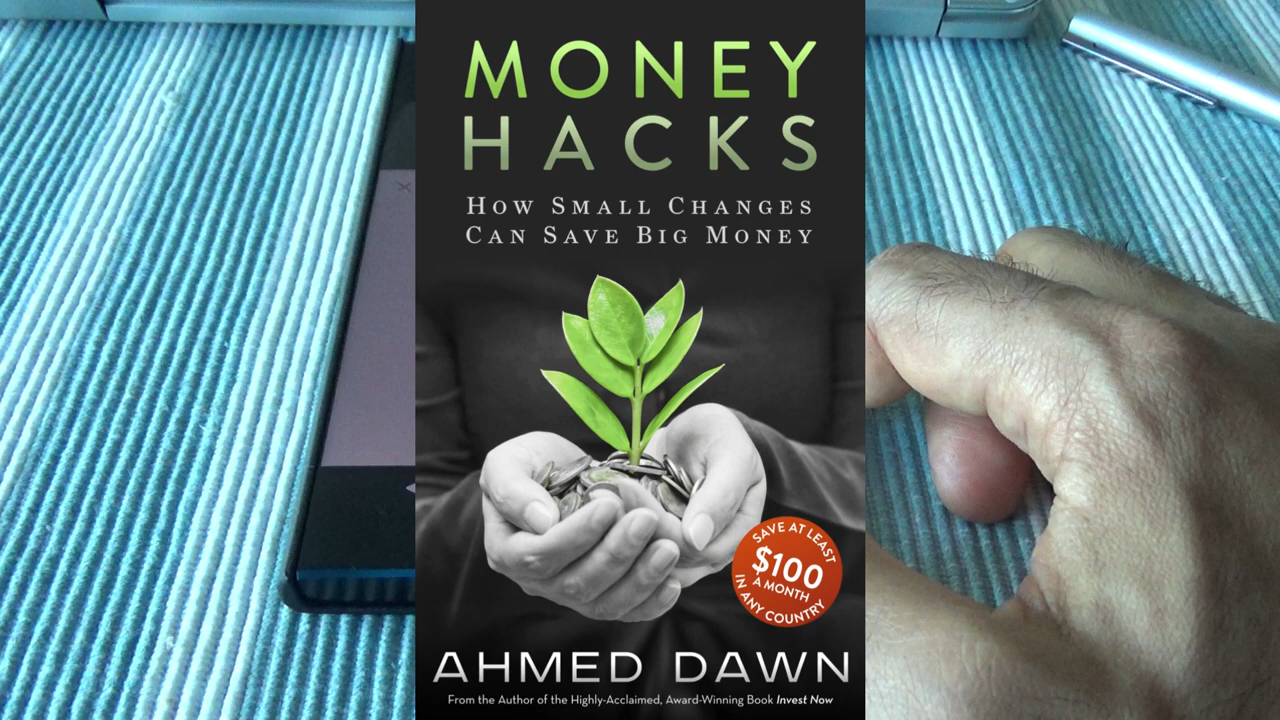 MONEY
HACKS
HOW SMALL CHANGES
CAN SAVE BIG MONEY
SAVE AT LEAST
$100
A MONTH
IN ANY COUNTRY
AHMED DAWN
From the Author of the Highly-Acclaimed, Award-Winning Book Invest Now